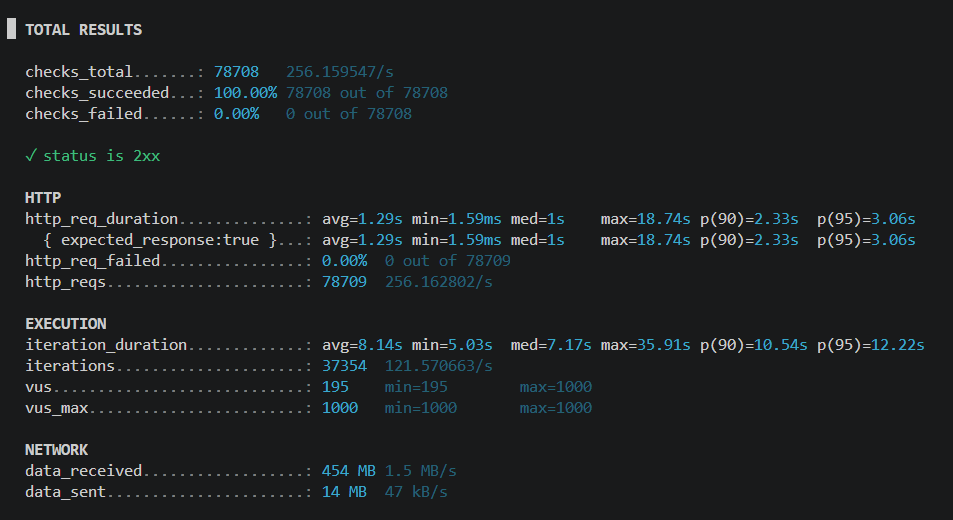 TOTAL RESULTS
checks_total.......: 78708 256.159547/s
checks_succeeded...: 100.00% 78708 out of 78708
checks_failed......: 0.00% 0 out of 78708
✓ status is 2xx
HTTP
http_req_duration..............: avg=1.29s min=1.59ms med=1s max=18.74s p(90)=2.33s p(95)=3.06s
{ expected_response:true }...: avg=1.29s min=1.59ms med=1s max=18.74s p(90)=2.33s p(95)=3.06s
http_req_failed................: 0.00% 0 out of 78709
http_reqs......................: 78709 256.162802/s
EXECUTION
iteration_duration.............: avg=8.14s min=5.03s med=7.17s max=35.91s p(90)=10.54s p(95)=12.22s
iterations.....................: 37354 121.570663/s
vus............................: 195 min=195 max=1000
vus_max........................: 1000 min=1000 max=1000
NETWORK
data_received..................: 454 MB 1.5 MB/s
data_sent......................: 14 MB 47 kB/s